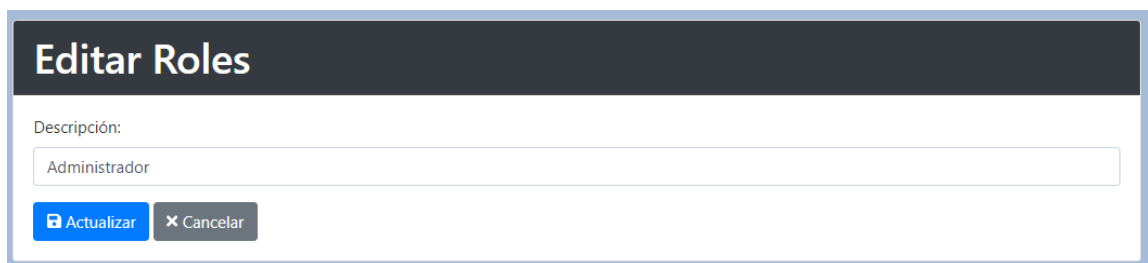 Editar Roles
Descripción:
Administrador
Actualizar Cancelar